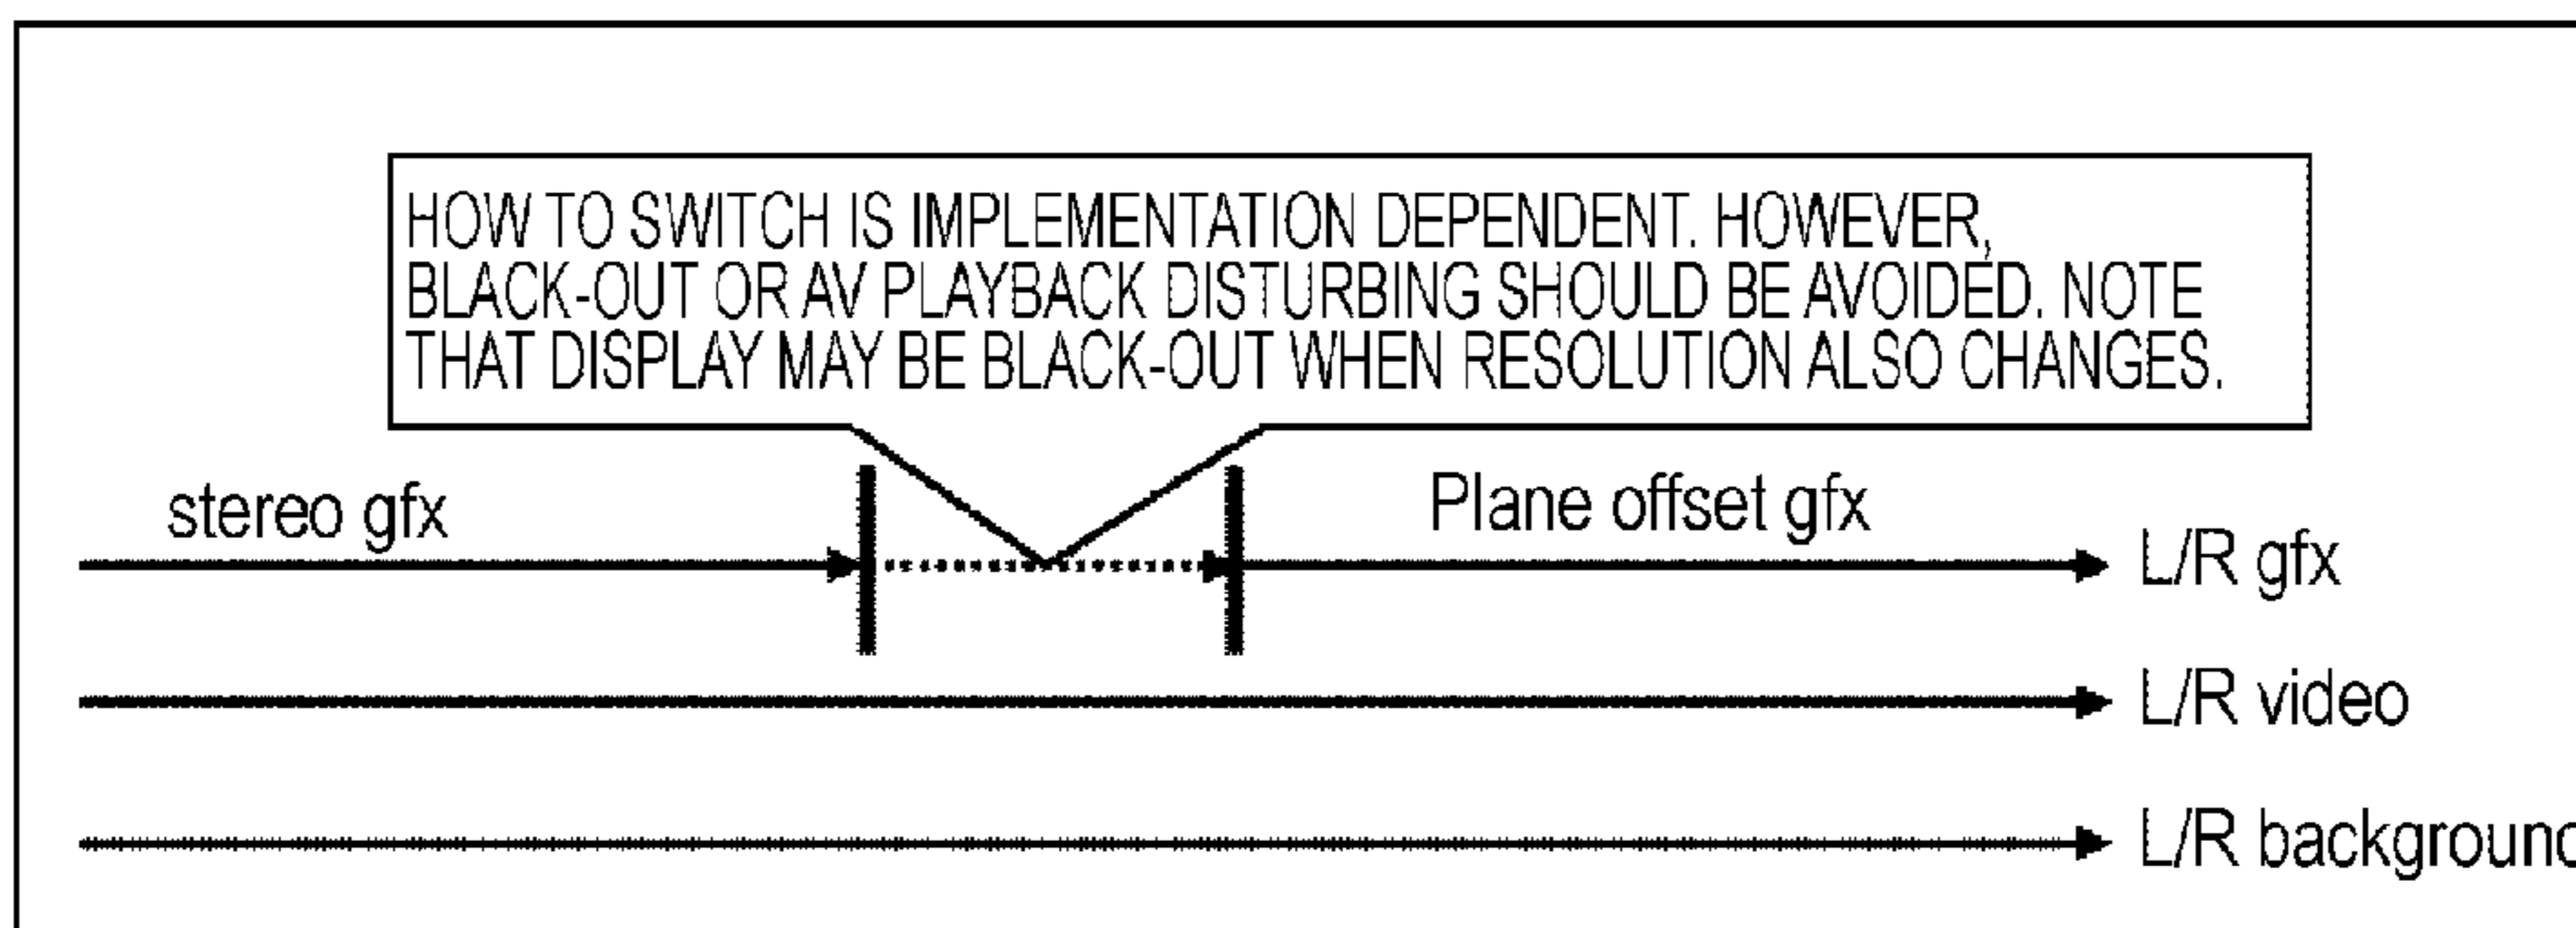 HOW TO SWITCH IS IMPLEMENTATION DEPENDENT. HOWEVER,
BLACK-OUT OR AV PLAYBACK DISTURBING SHOULD BE AVOIDED. NOTE
THAT DISPLAY MAY BE BLACK-OUT WHEN RESOLUTION ALSO CHANGES.
stereo gfx
Plane offset gfx
L/R gfx
L/R video
L/R background